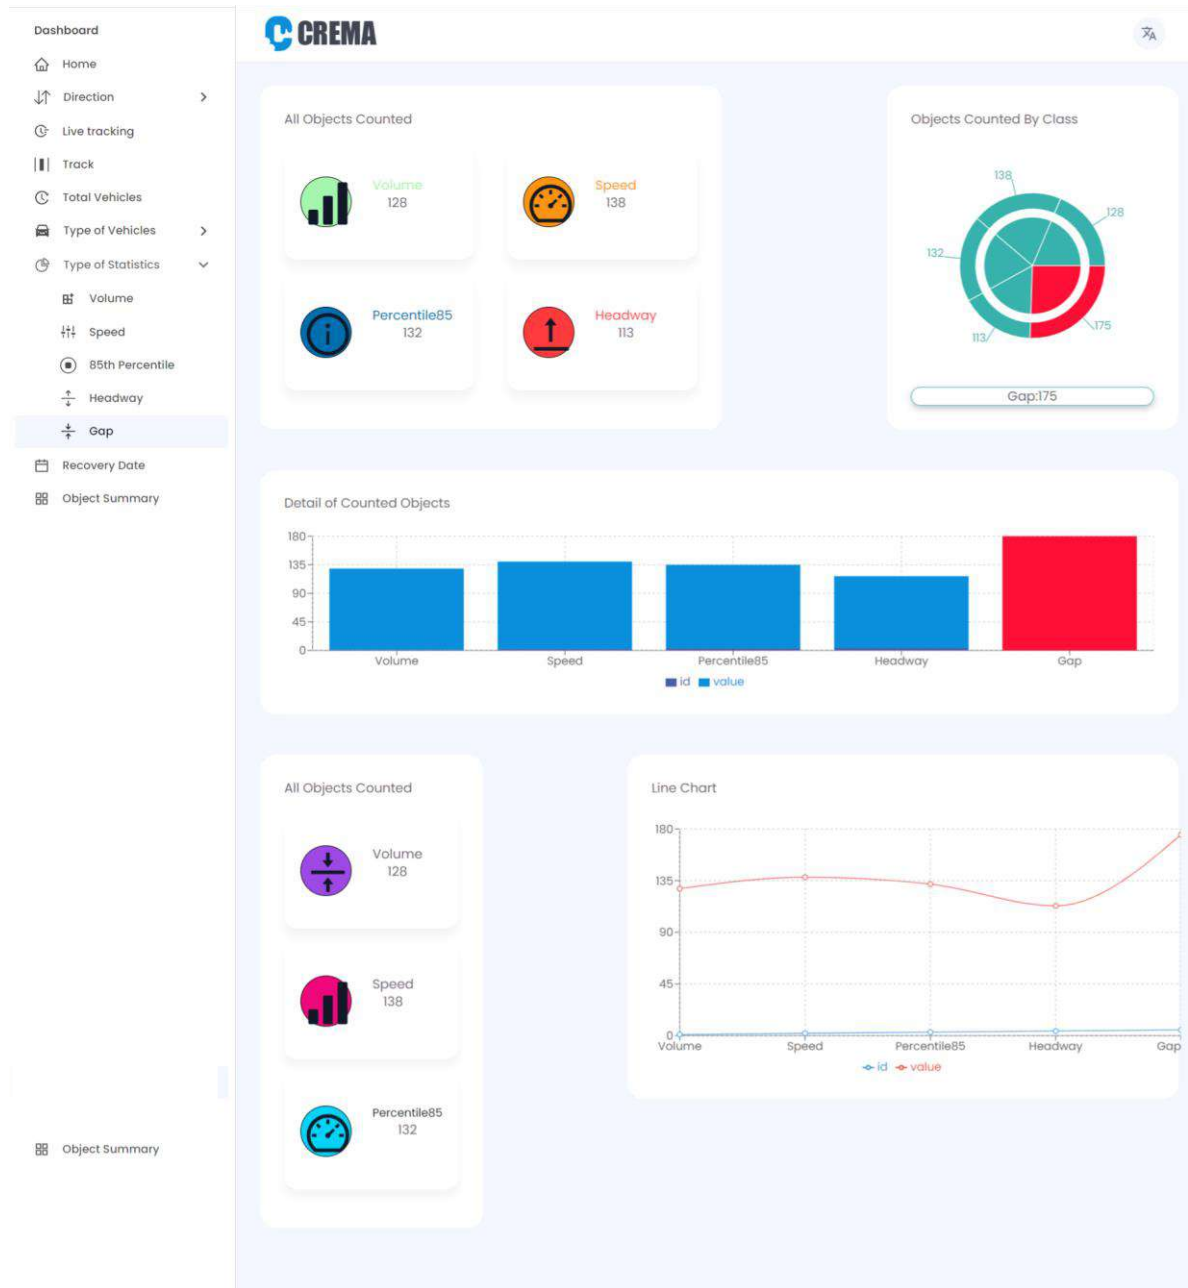 Dashboard
Home
Direction
Live tracking
Track
Total Vehicles
Type of Vehicles
Type of Statistics
Volume
Speed
85th Percentile
Headway
Gap
Recovery Date
Object Summary
Object Summary
CREMA
All Objects Counted
Volume
128
Speed
138
Percentile85
132
Headway
113
Objects Counted By Class
138
128
132
113
175
Gap:175
Detail of Counted Objects
180
135
90
45
0
Volume Speed Percentile85 Headway Gap
id value
All Objects Counted
Volume
128
Speed
138
Percentile85
132
Line Chart
180
135
90
45
0
Volume Speed Percentile85 Headway Gap
id value